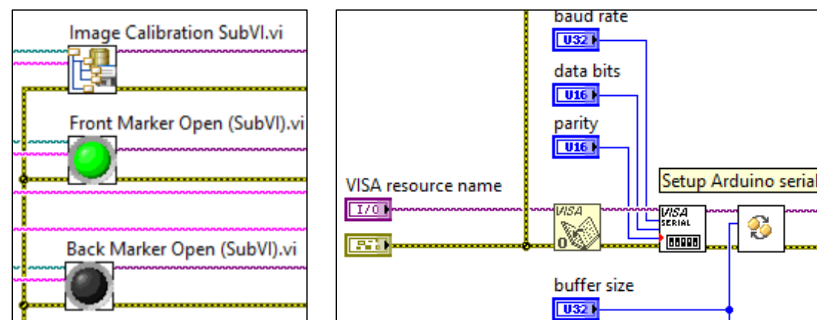 Image Calibration SubVI.vi
Front Marker Open (SubVI).vi
Back Marker Open (SubVI).vi
baud rate
U32
data bits
U16
parity
U16
VISA resource name
I/O
Setup Arduino serial
VISA
0
VISA
SERIAL
buffer size
U32